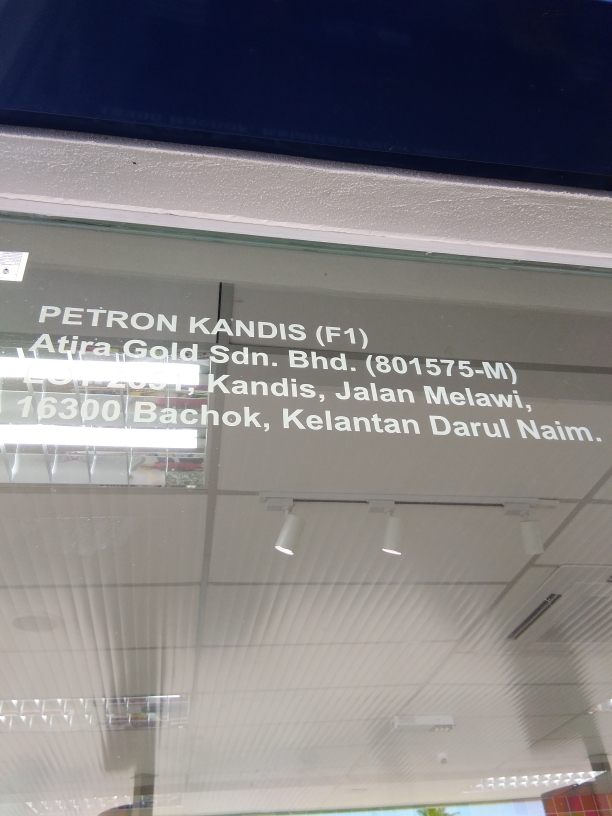 PETRON KANDIS (F1)
Atira Gold Sdn. Bhd. (801575-M)
Kandis, Jalan Melawi,
16300 Bachok, Kelantan Darul Naim.